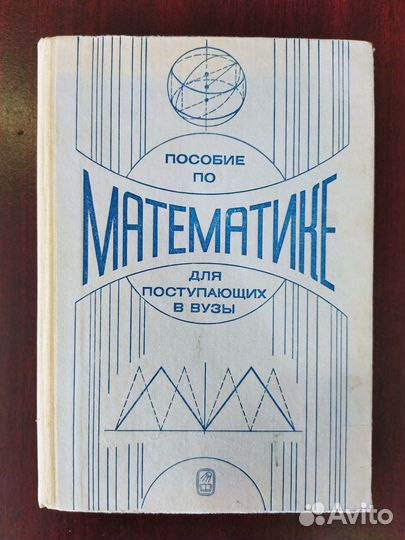 ПОСОБИЕ
ПО
МАТЕМАТИКЕ
ДЛЯ
ПОСТУПАЮЩИХ
В ВУЗЫ
Avito